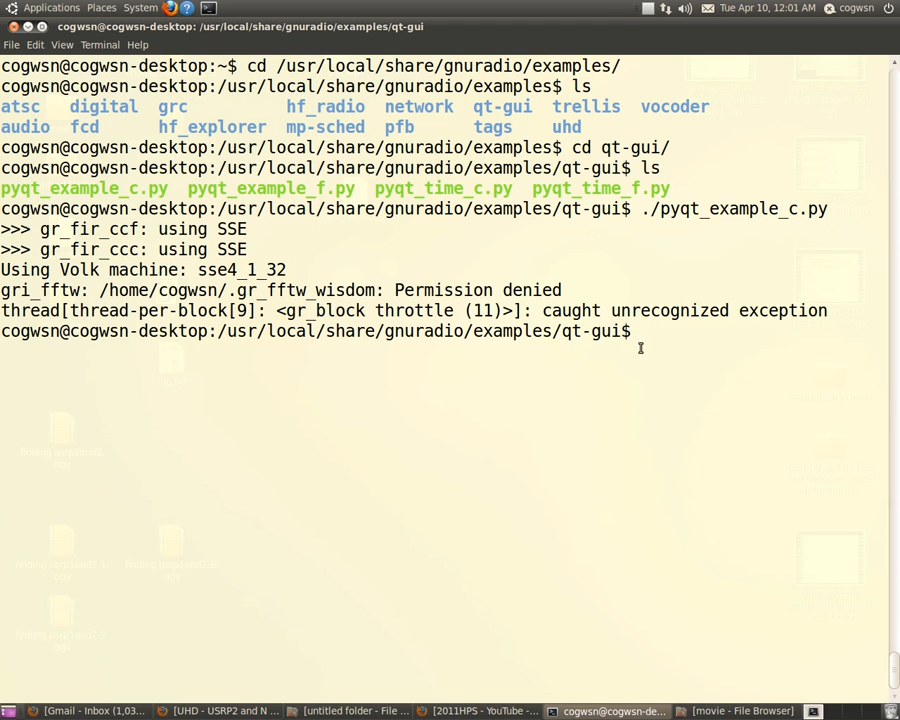 Applications Places System Tue Apr 10, 12:01 AM cogwsn
cogwsn@cogwsn-desktop: /usr/local/share/gnuradio/examples/qt-gui
File Edit View Terminal Help
cogwsn@cogwsn-desktop:~$ cd /usr/local/share/gnuradio/examples/
cogwsn@cogwsn-desktop:/usr/local/share/gnuradio/examples$ ls
atsc digital grc hf_radio network qt-gui trellis vocoder
audio fcd hf_explorer mp-sched pfb tags uhd
cogwsn@cogwsn-desktop:/usr/local/share/gnuradio/examples$ cd qt-gui/
cogwsn@cogwsn-desktop:/usr/local/share/gnuradio/examples/qt-gui$ ls
pyqt_example_c.py pyqt_example_f.py pyqt_time_c.py pyqt_time_f.py
cogwsn@cogwsn-desktop:/usr/local/share/gnuradio/examples/qt-gui$ ./pyqt_example_c.py
>>> gr_fir_ccf: using SSE
>>> gr_fir_ccc: using SSE
Using Volk machine: sse4_1_32
gri_fftw: /home/cogwsn/.gr_fftw_wisdom: Permission denied
thread[thread-per-block[9]: <gr_block throttle (11)>]: caught unrecognized exception
cogwsn@cogwsn-desktop:/usr/local/share/gnuradio/examples/qt-gui$
[Gmail - Inbox (1,03... [UHD - USRP2 and N ... [untitled folder - File ... [2011HPS - YouTube -... cogwsn@cogwsn-de... [movie - File Browser]